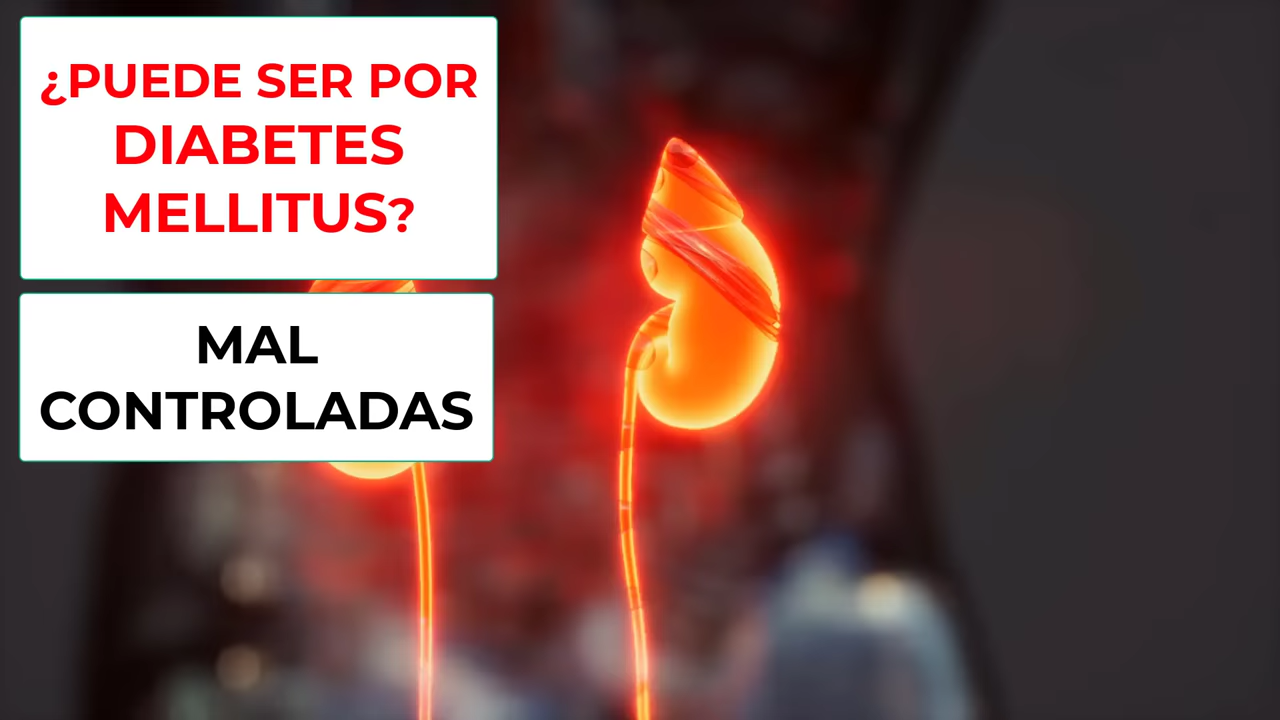 ¿PUEDE SER POR
DIABETES
MELLITUS?
MAL
CONTROLADAS